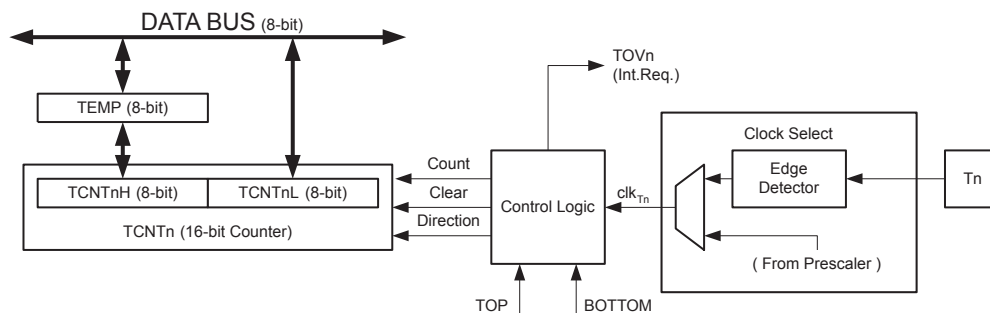 DATA BUS (8-bit)
TEMP (8-bit)
TCNTnH (8-bit)
TCNTnL (8-bit)
TCNTn (16-bit Counter)
Count
Clear
Direction
TOVn
(Int.Req.)
Control Logic
TOP
BOTTOM
clkTn
Clock Select
Edge
Detector
( From Prescaler )
Tn